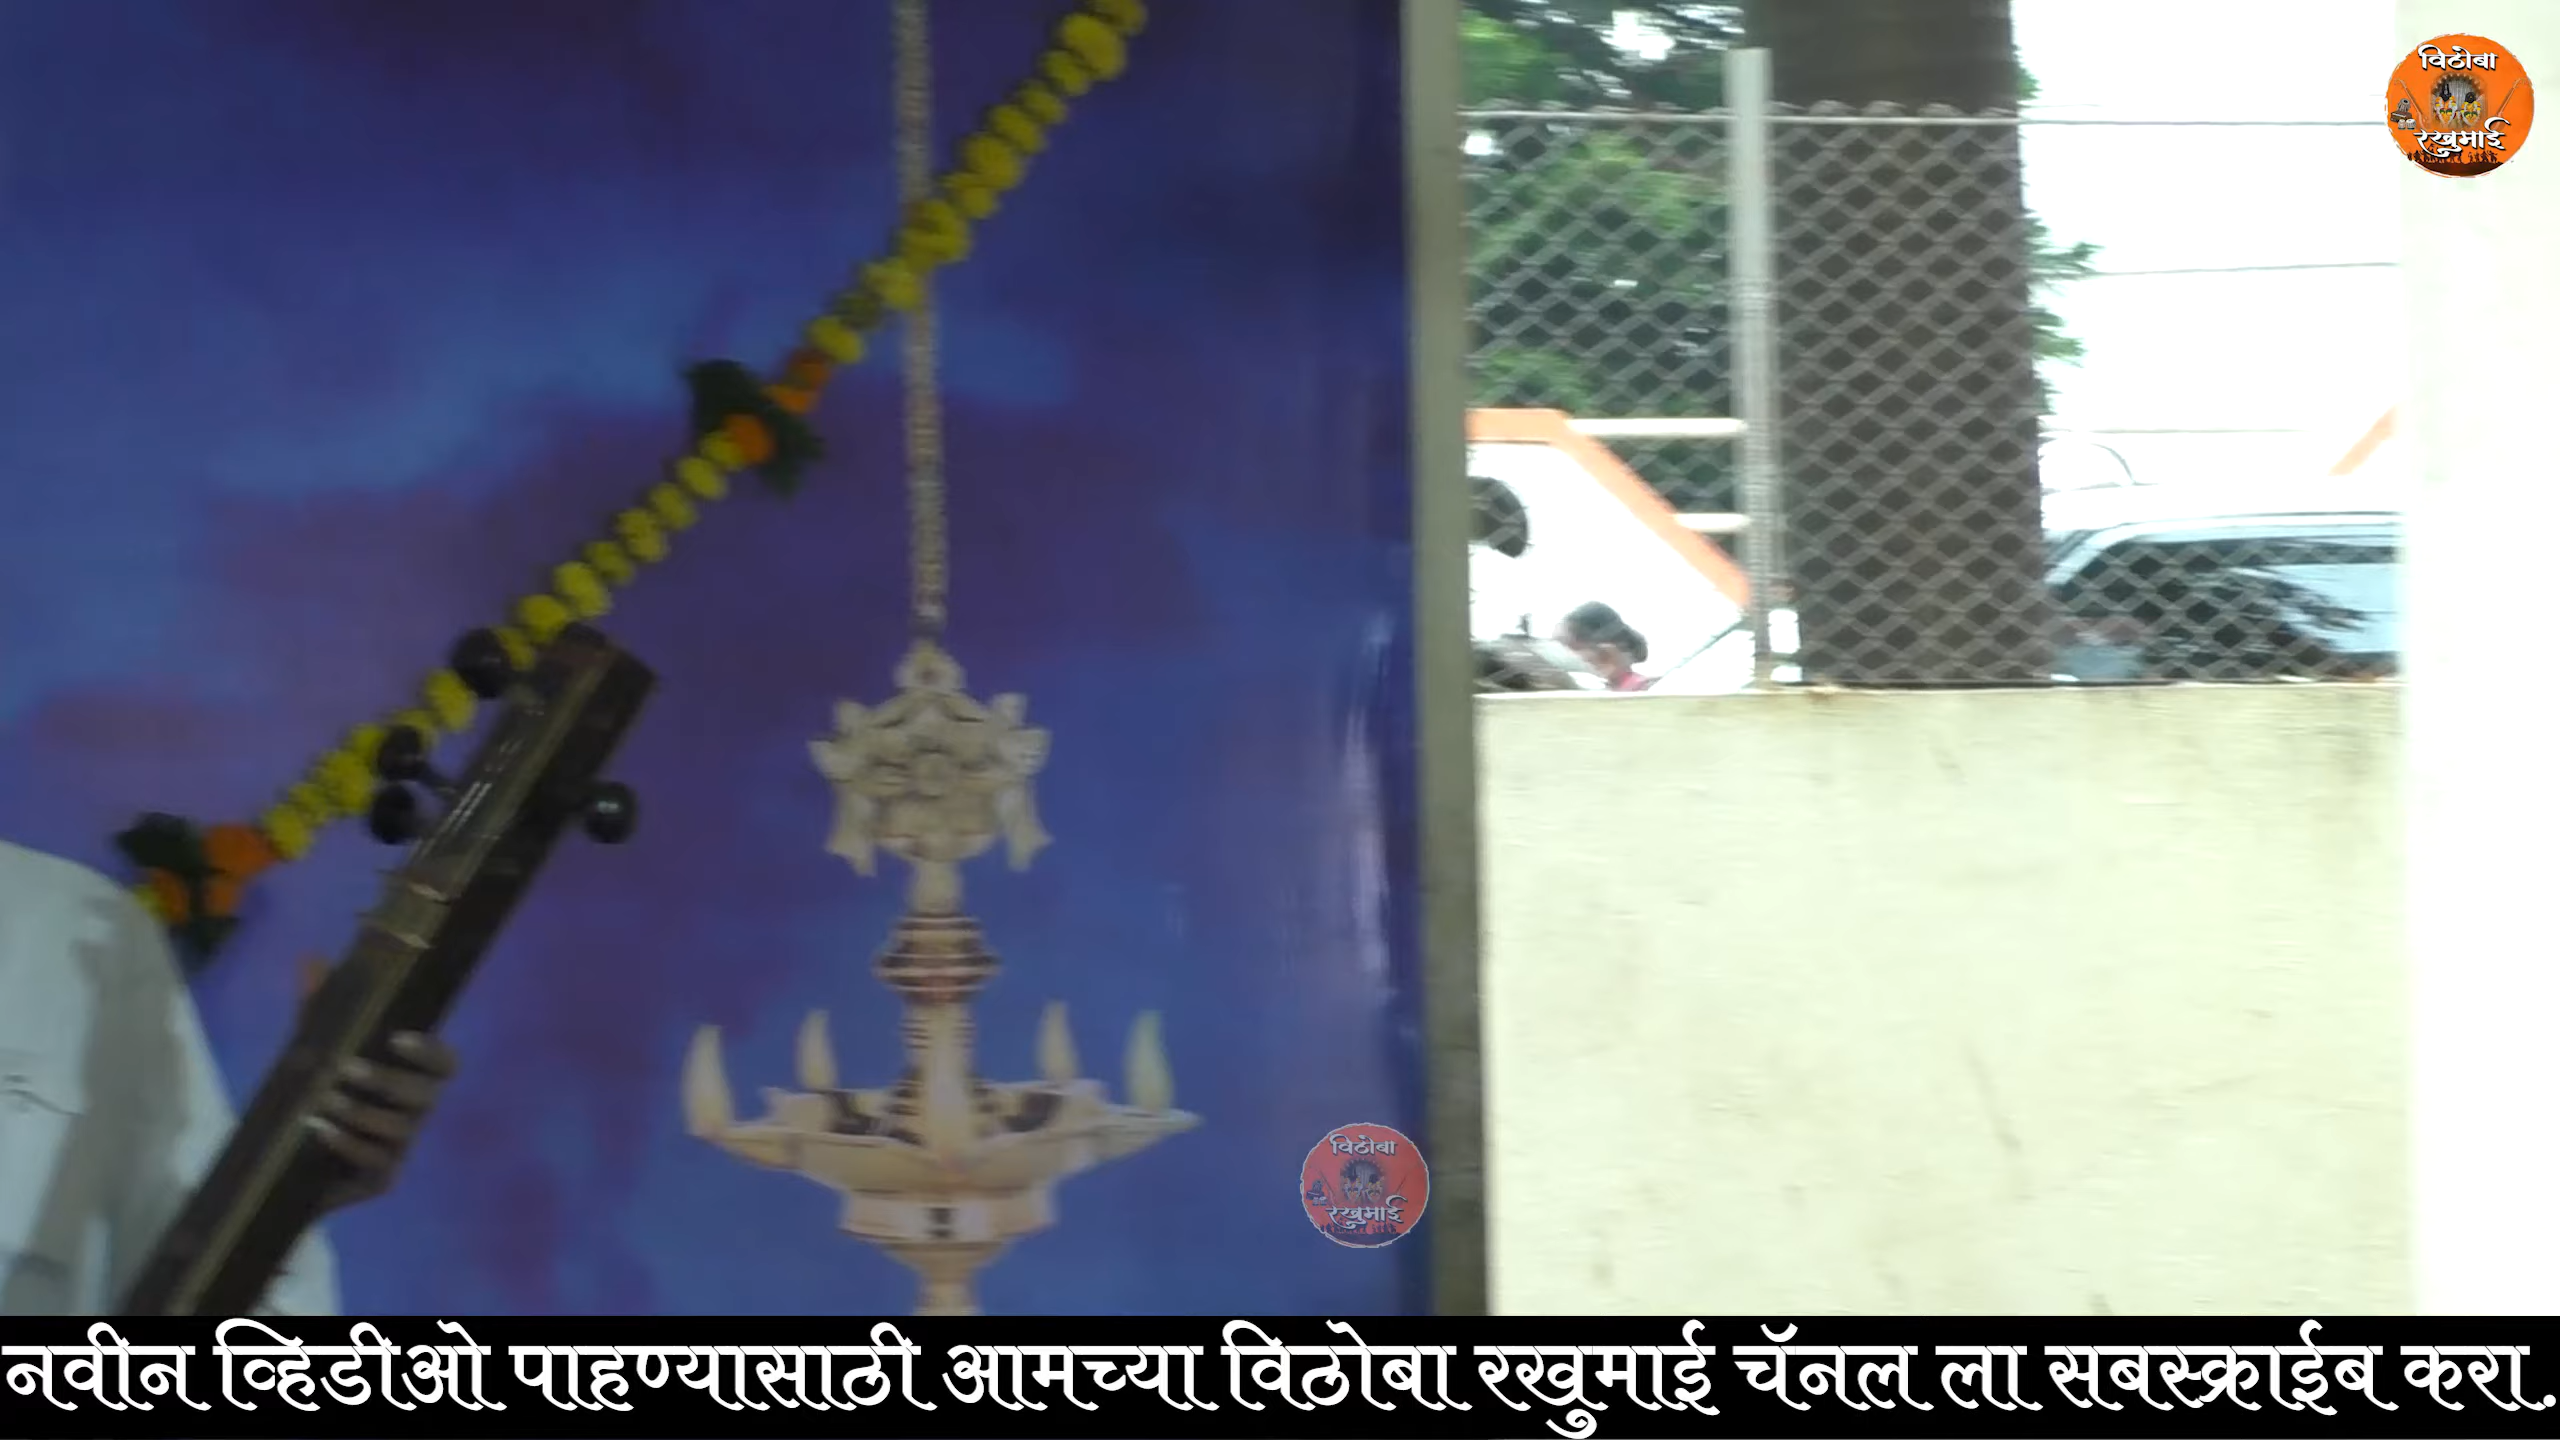 विठोबा
रखुमाई
विठोबा
रखुमाई
नवीन व्हिडीओ पाहण्यासाठी आमच्या विठोबा रखुमाई चॅनल ला सबस्क्राईब करा.